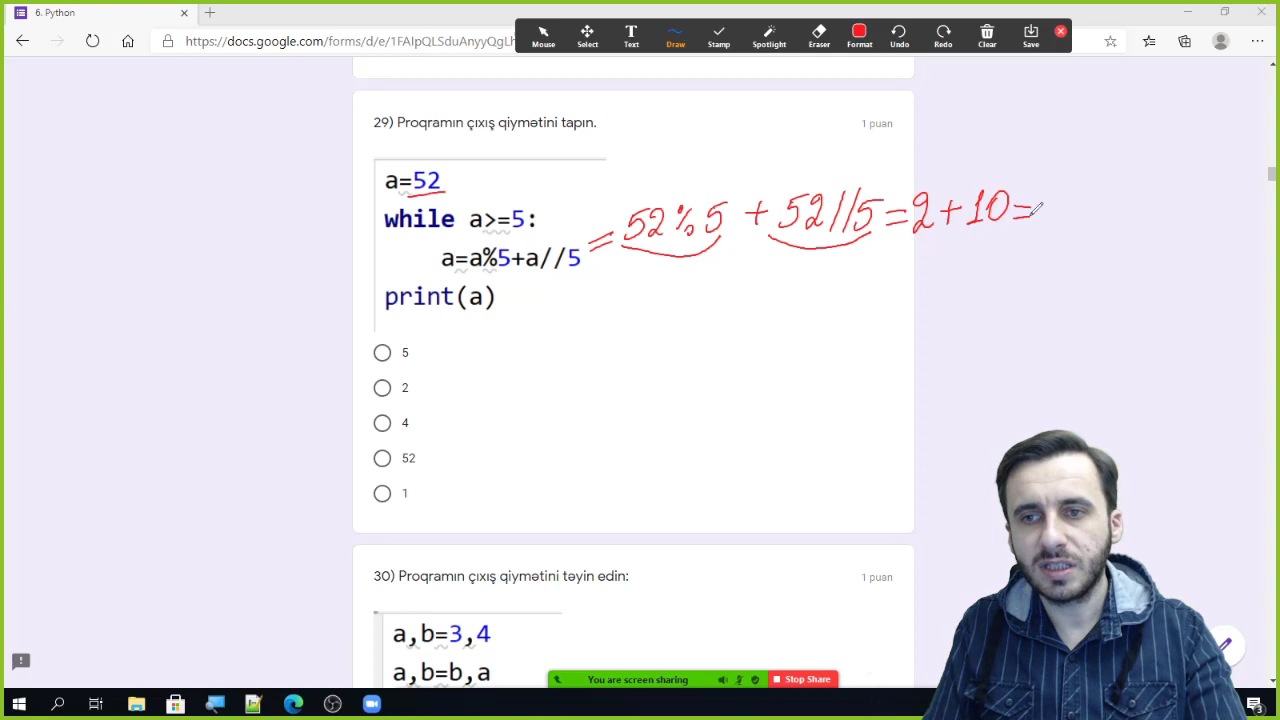 6. Python
https://docs.google.com/forms/d/e/1FAIpQLSduAnyyQgLh
Mouse Select Text Draw Stamp Spotlight Eraser Format Undo Redo Clear Save
29) Proqramın çıxış qiymətini tapın.
1 puan
a=52
while a>=5:
a=a%5+a//5
print(a)
= 52%5 + 52//5=2+10=
5
2
4
52
1
30) Proqramın çıxış qiymətini təyin edin:
1 puan
a,b=3,4
a,b=b,a
You are screen sharing
Stop Share
3